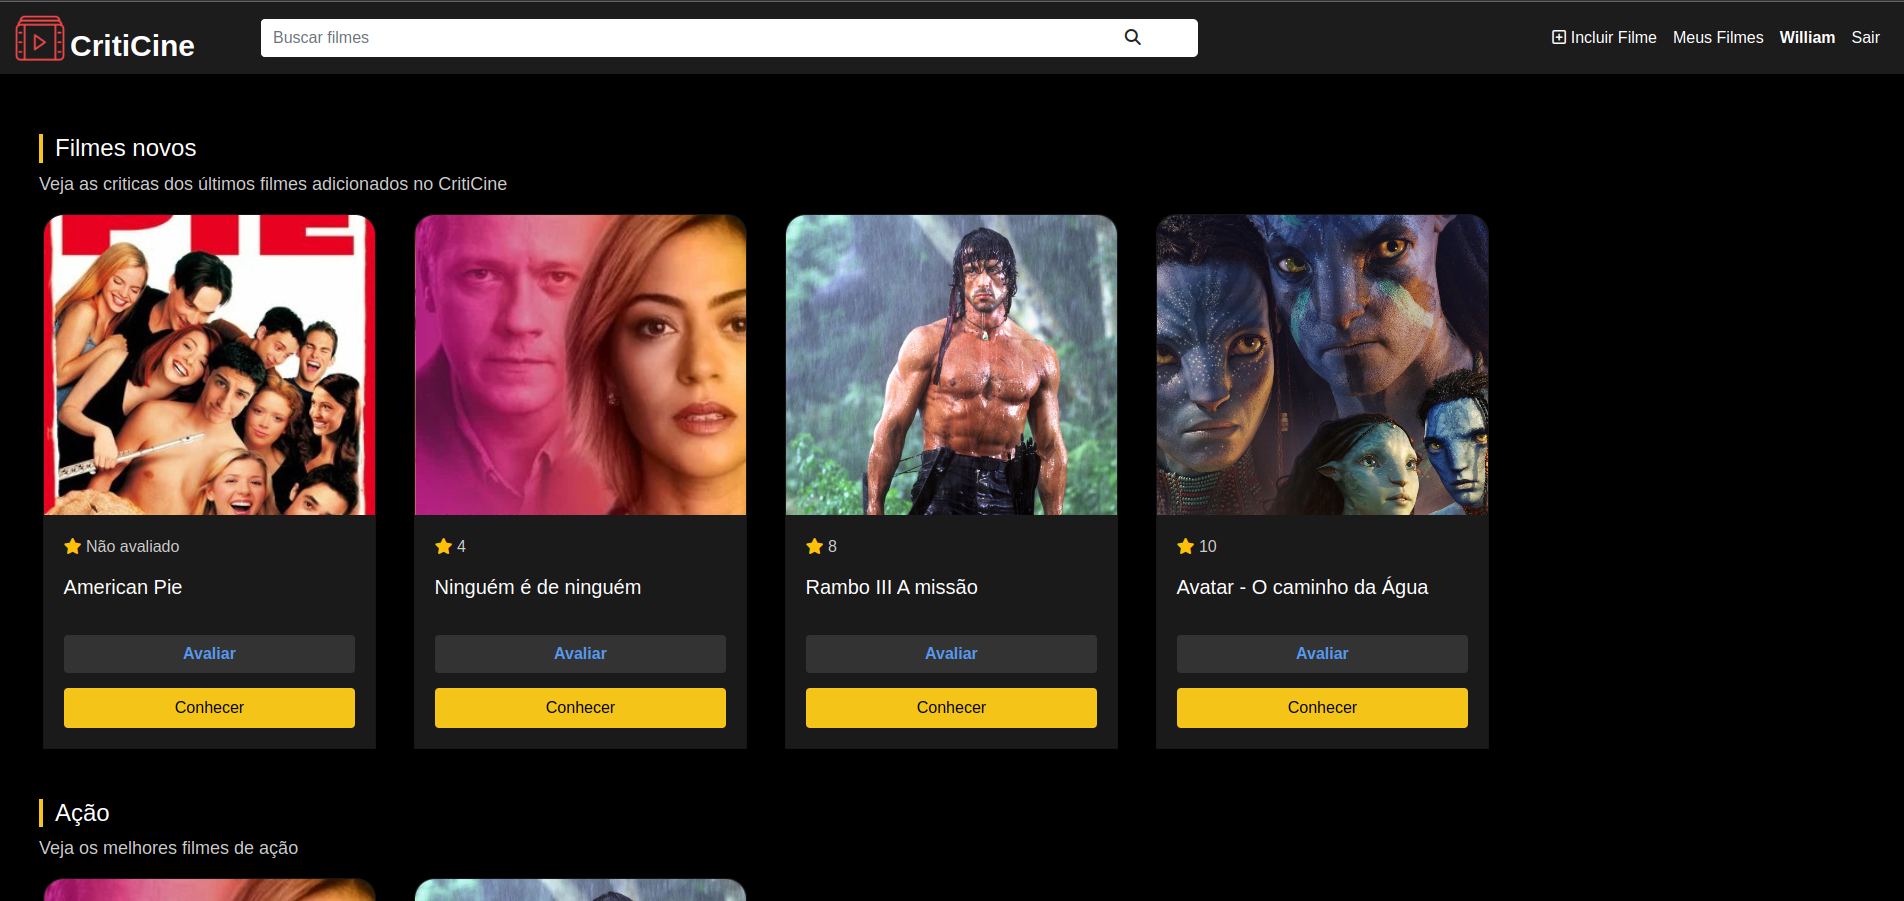 CritiCine
Buscar filmes
Incluir Filme
Meus Filmes
William
Sair
Filmes novos
Veja as criticas dos últimos filmes adicionados no CritiCine
PIE
Não avaliado
American Pie
Avaliar
Conhecer
4
Ninguém é de ninguém
Avaliar
Conhecer
8
Rambo III A missão
Avaliar
Conhecer
10
Avatar - O caminho da Água
Avaliar
Conhecer
Ação
Veja os melhores filmes de ação